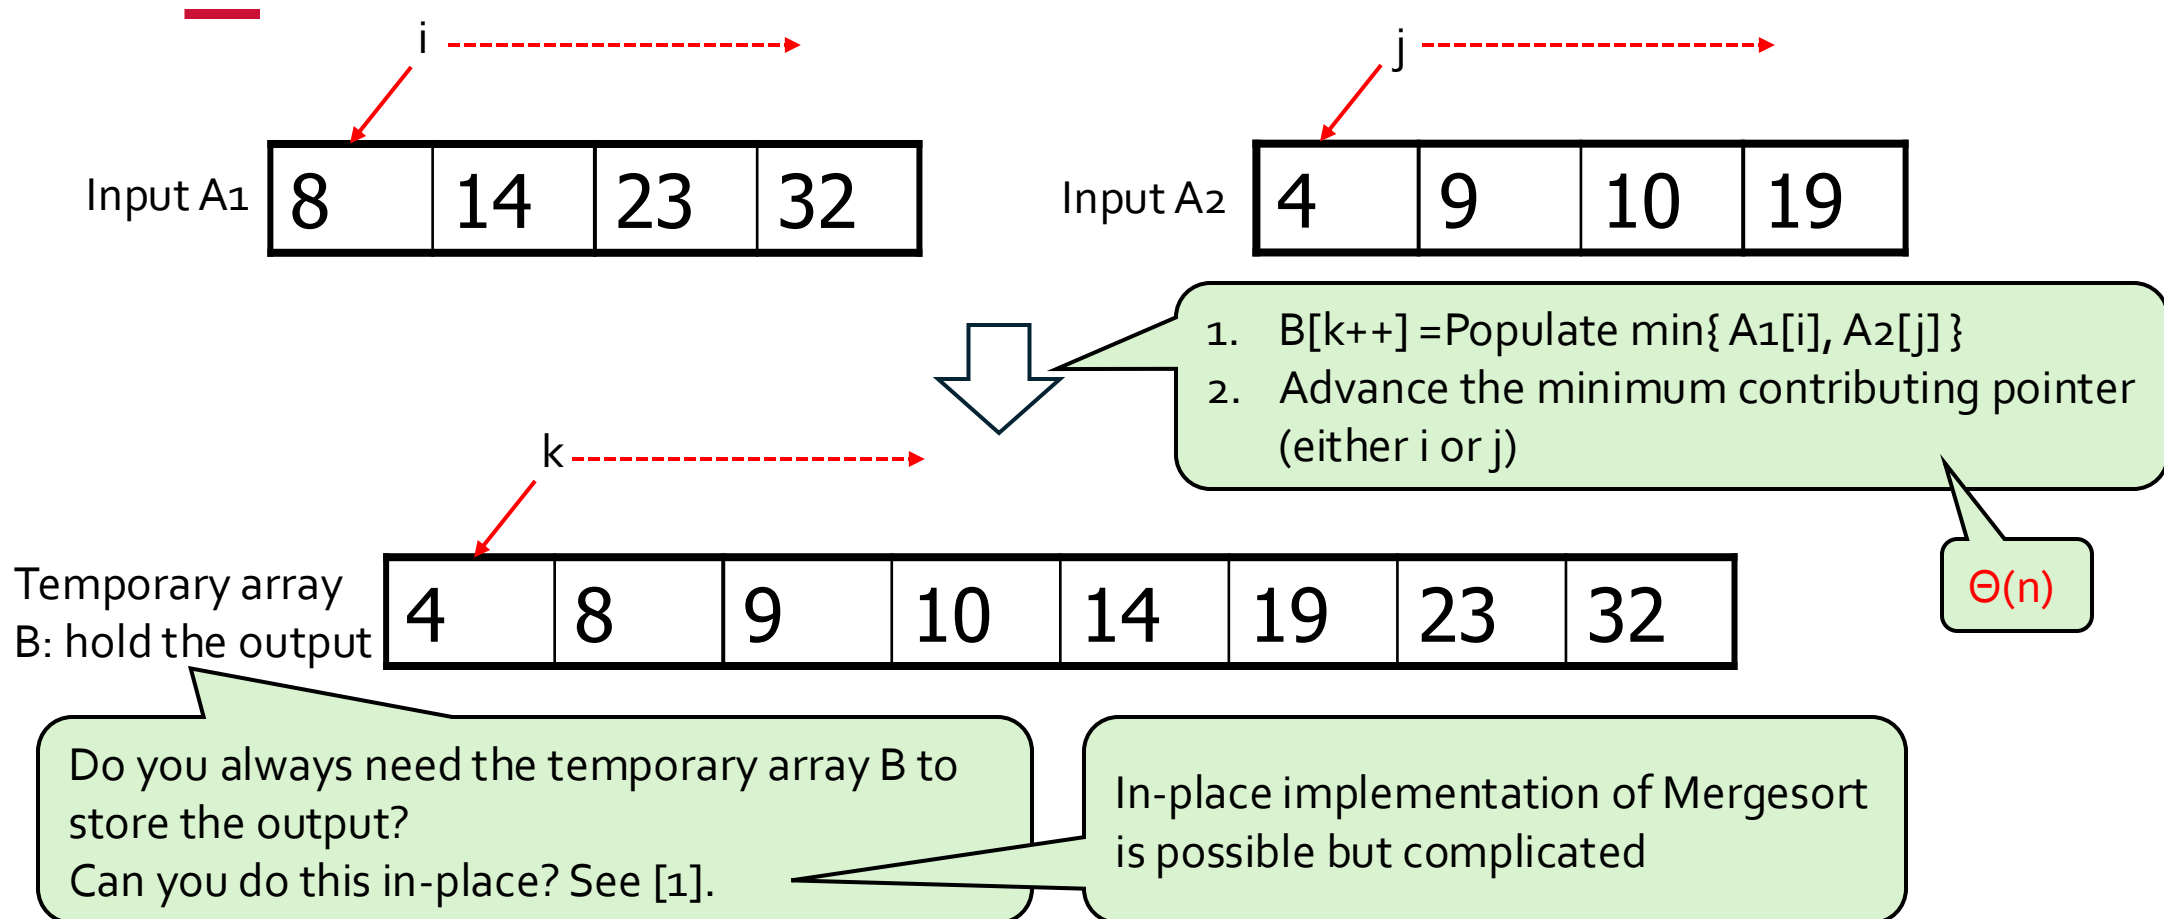 i
j
Input A1
8 14 23 32
Input A2
4 9 10 19
1. B[k++] =Populate min{ A1[i], A2[j] }
2. Advance the minimum contributing pointer
(either i or j)
k
Θ(n)
Temporary array
B: hold the output
4 8 9 10 14 19 23 32
Do you always need the temporary array B to
store the output?
Can you do this in-place? See [1].
In-place implementation of Mergesort
is possible but complicated